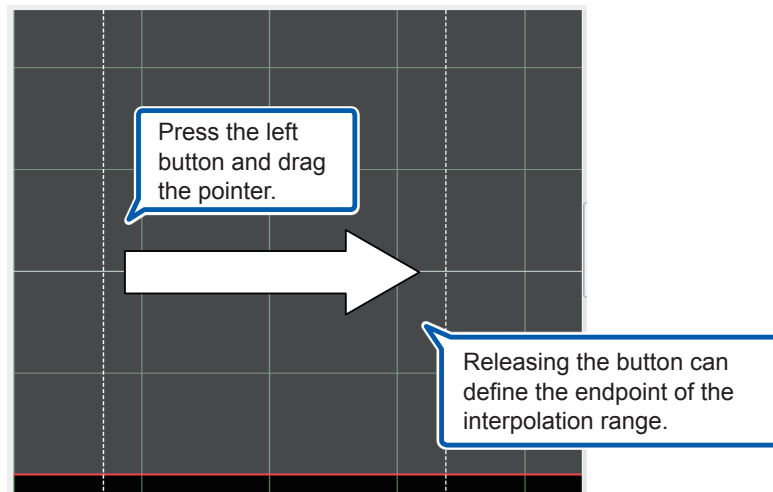 Press the left
button and drag
the pointer.
Releasing the button can
define the endpoint of the
interpolation range.